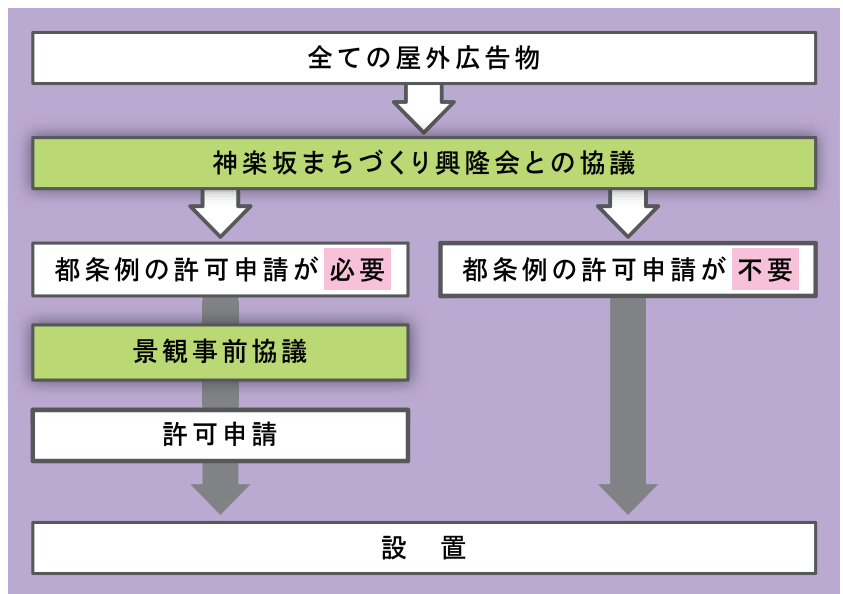 全ての屋外広告物
神楽坂まちづくり興隆会との協議
都条例の許可申請が 必要
都条例の許可申請が 不要
景観事前協議
許可申請
設　置